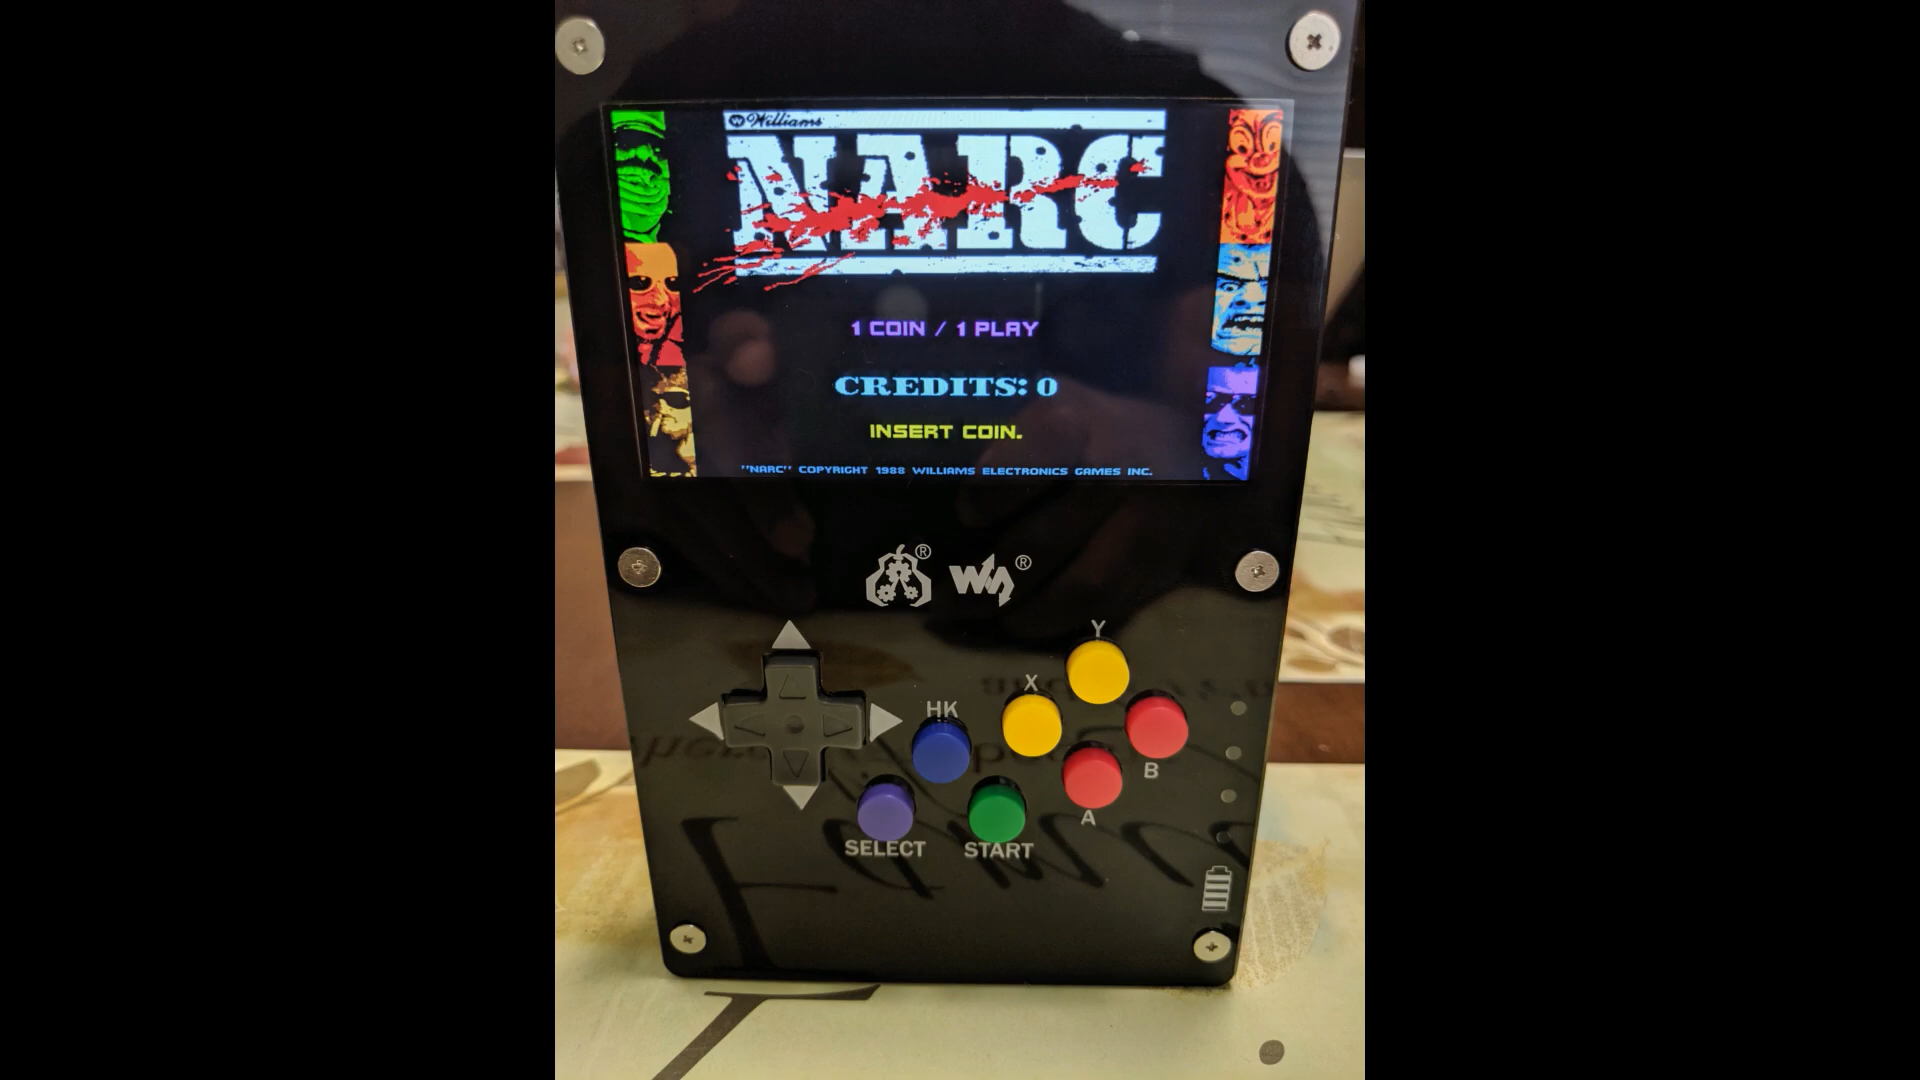 Williams
NARC
1 COIN / 1 PLAY
CREDITS: 0
INSERT COIN.
"NARC" COPYRIGHT 1988 WILLIAMS ELECTRONICS GAMES INC.
® ®
Y
X
HK
B
A
SELECT START